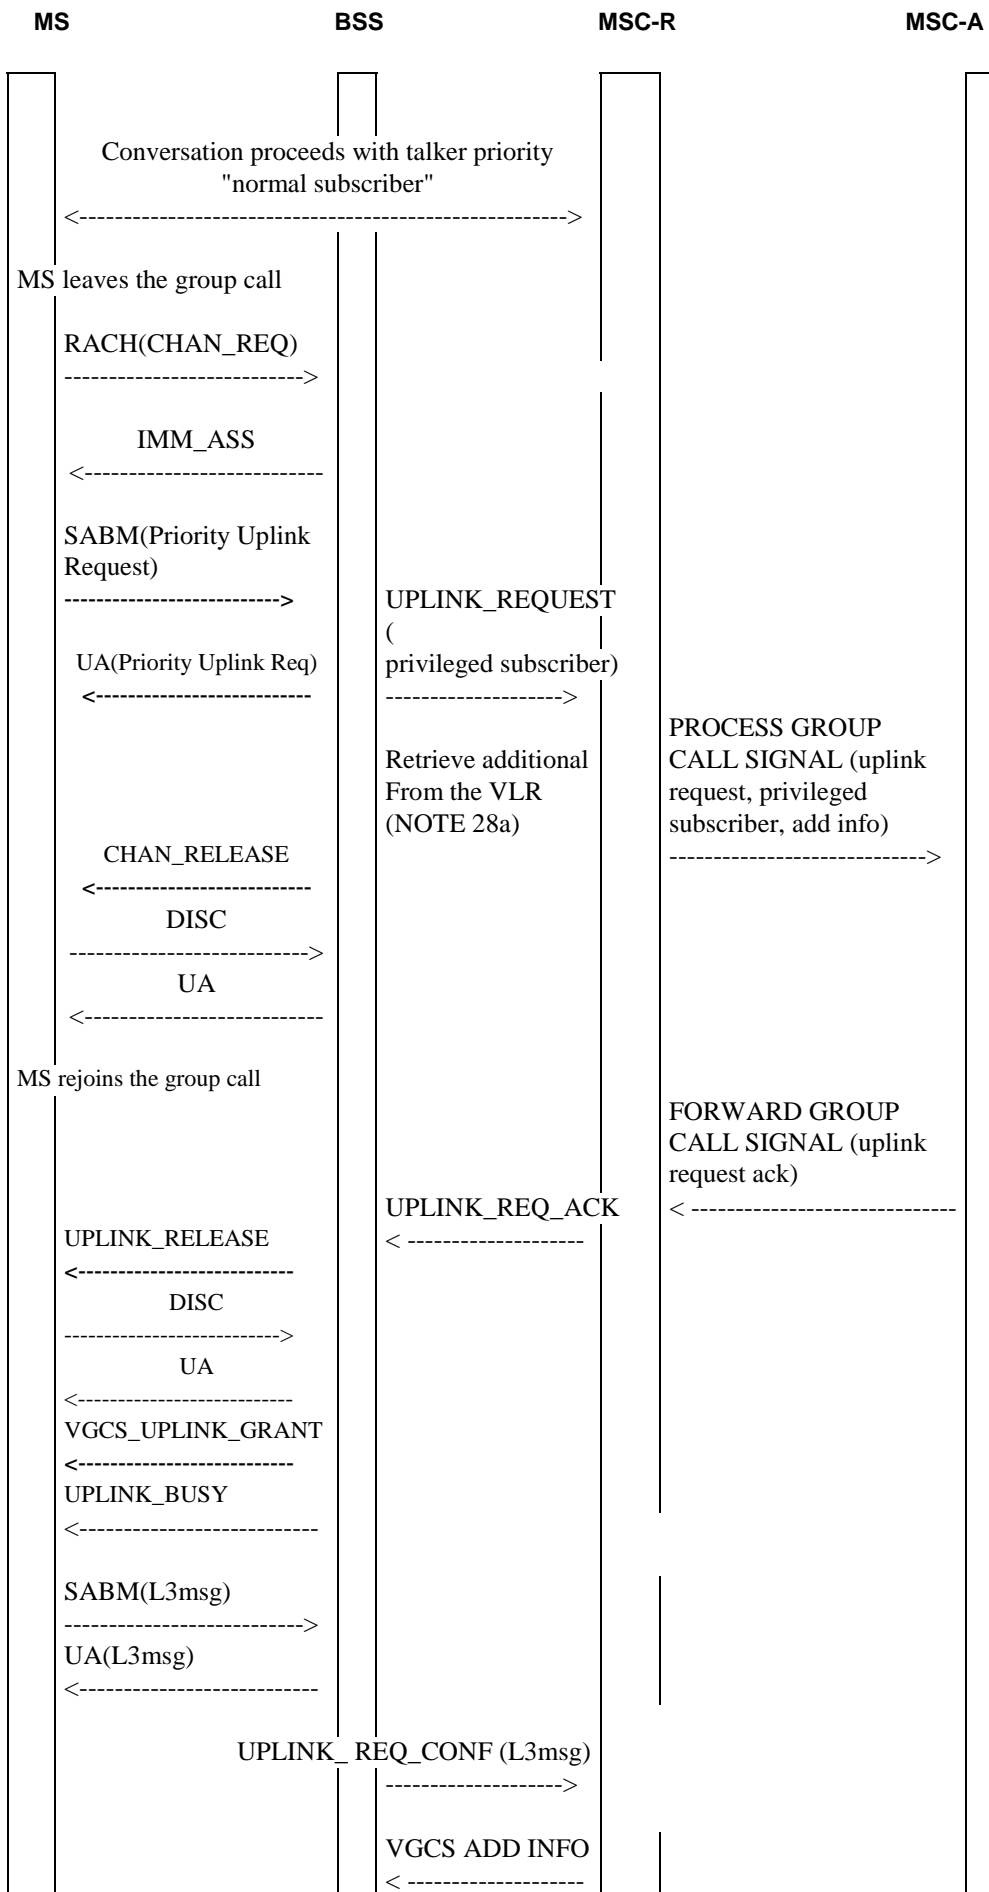 MS BSS MSC-R MSC-A
Conversation proceeds with talker priority
"normal subscriber"
<------------------------------------------------------>
MS leaves the group call
RACH(CHAN_REQ)
--------------------------->
IMM_ASS
<---------------------------
SABM(Priority Uplink
Request)
--------------------------->
UPLINK_REQUEST
(
privileged subscriber)
-------------------->
UA(Priority Uplink Req)
<---------------------------
PROCESS GROUP
CALL SIGNAL (uplink
request, privileged
subscriber, add info)
----------------------------->
Retrieve additional
From the VLR
(NOTE 28a)
CHAN_RELEASE
<---------------------------
DISC
--------------------------->
UA
<---------------------------
MS rejoins the group call
FORWARD GROUP
CALL SIGNAL (uplink
request ack)
< ------------------------------
UPLINK_REQ_ACK
< --------------------
UPLINK_RELEASE
<---------------------------
DISC
--------------------------->
UA
<---------------------------
VGCS_UPLINK_GRANT
<---------------------------
UPLINK_BUSY
<---------------------------
SABM(L3msg)
--------------------------->
UA(L3msg)
<---------------------------
UPLINK_ REQ_CONF (L3msg)
-------------------->
VGCS ADD INFO
< --------------------